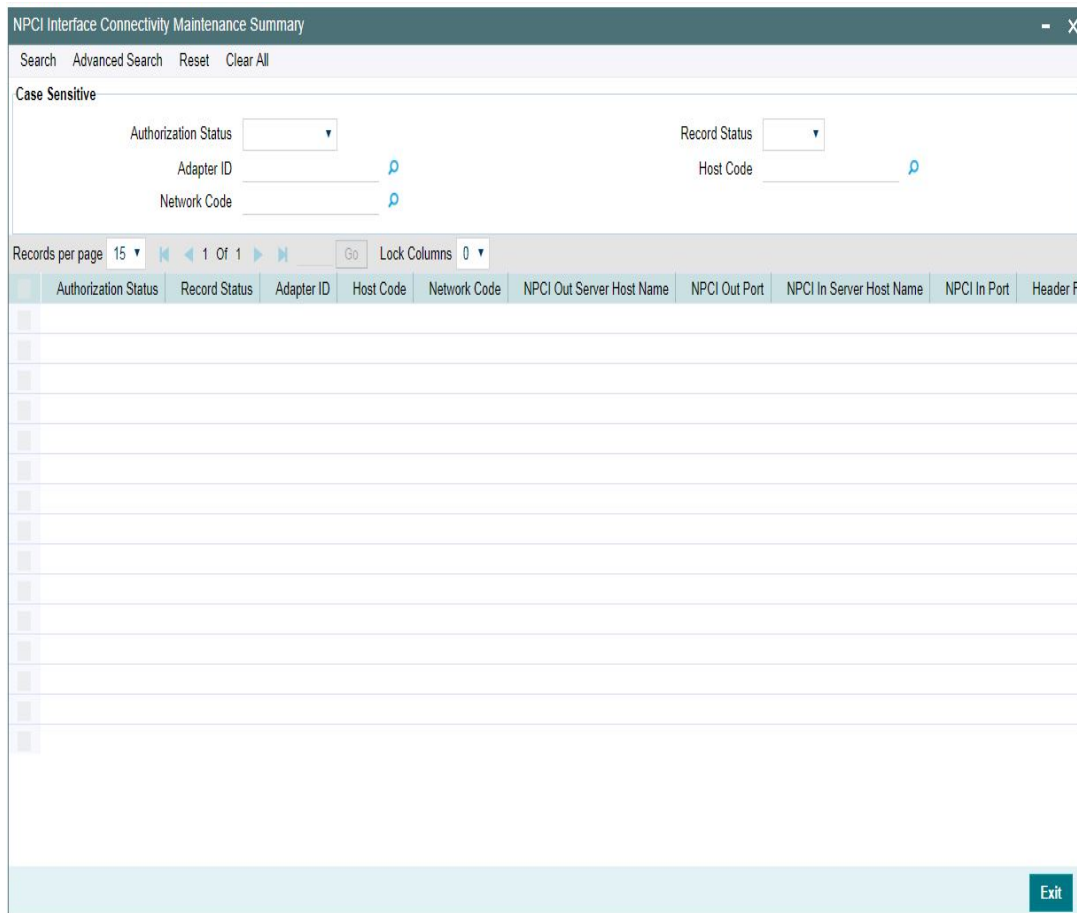 NPCI Interface Connectivity Maintenance Summary
Search Advanced Search Reset Clear All
Case Sensitive
Authorization Status Record Status
Adapter ID Host Code
Network Code
Records per page 15 1 Of 1 Go Lock Columns 0
Authorization Status Record Status Adapter ID Host Code Network Code NPCI Out Server Host Name NPCI Out Port NPCI In Server Host Name NPCI In Port Header
Exit